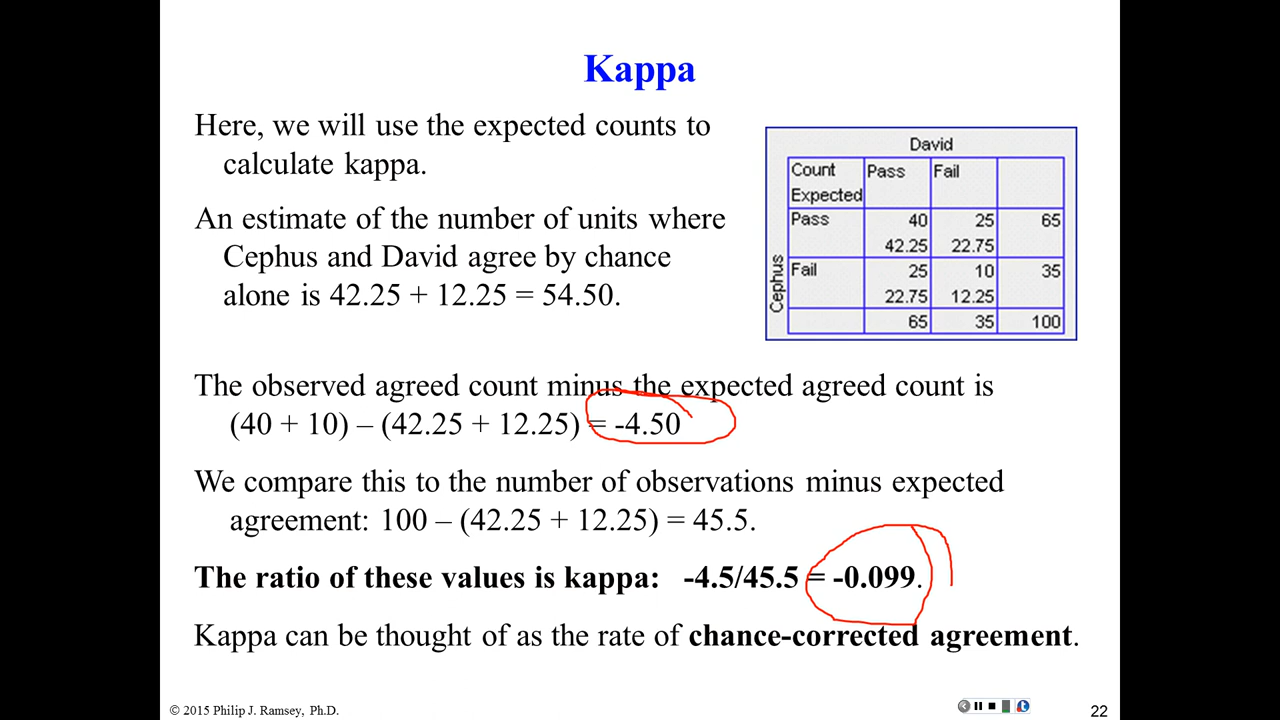 Kappa
Here, we will use the expected counts to
calculate kappa.
An estimate of the number of units where
Cephus and David agree by chance
alone is 42.25 + 12.25 = 54.50.
David
Count Pass Fail
Expected
Pass 40 25 65
42.25 22.75
Cephus
Fail 25 10 35
22.75 12.25
65 35 100
The observed agreed count minus the expected agreed count is
(40 + 10) – (42.25 + 12.25) = -4.50
We compare this to the number of observations minus expected
agreement: 100 – (42.25 + 12.25) = 45.5.
The ratio of these values is kappa: -4.5/45.5 = -0.099.
Kappa can be thought of as the rate of chance-corrected agreement.
© 2015 Philip J. Ramsey, Ph.D.
22